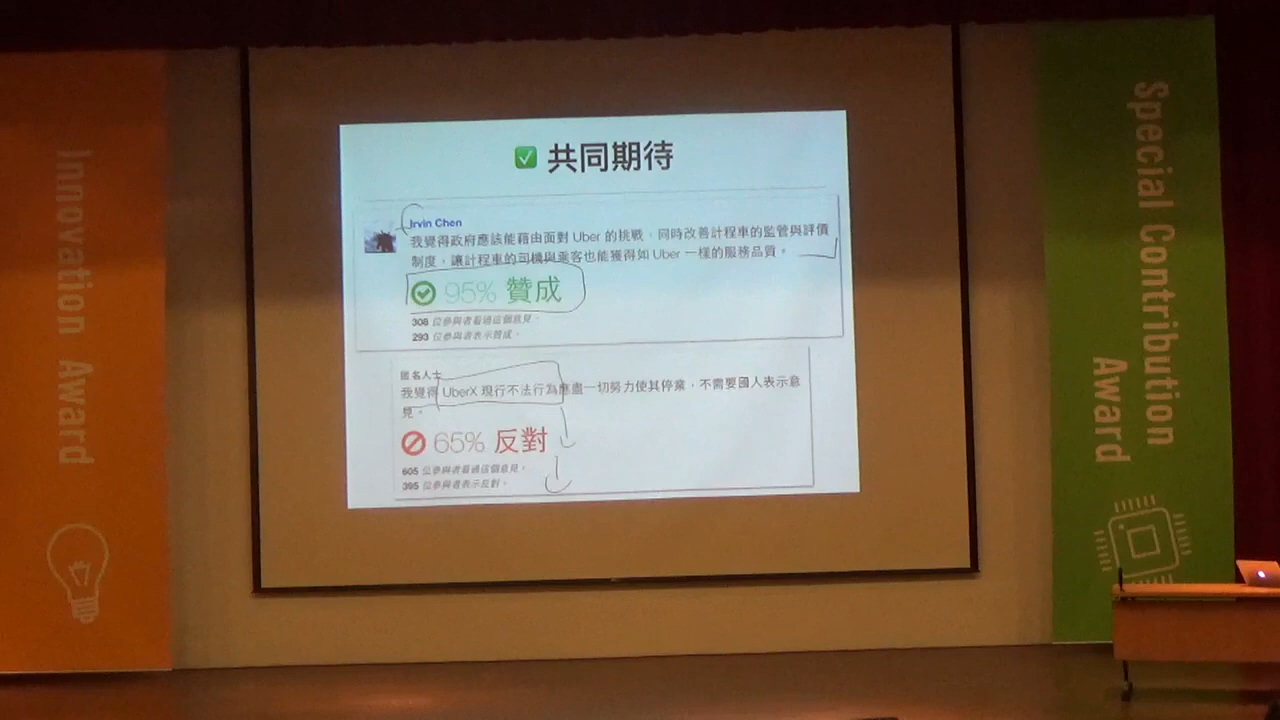 Innovation Award
✅ 共同期待
Irvin Chen
我覺得政府應該能藉由面對 Uber 的挑戰，同時改善計程車的監管與評價
制度，讓計程車的司機與乘客也能獲得如 Uber 一樣的服務品質。
95% 贊成
308 位參與者看過這個意見，
293 位參與者表示贊成。
匿名人士
我覺得 UberX 現行不法行為應盡一切努力使其停業，不需要國人表示意
見。
65% 反對
605 位參與者看過這個意見，
395 位參與者表示反對。
Special Contribution
Award